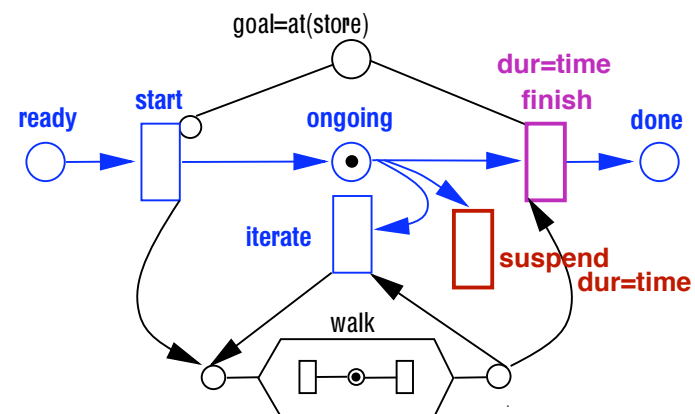 goal=at(store)
dur=time
finish
start
ready
ongoing
done
iterate
suspend
dur=time
walk